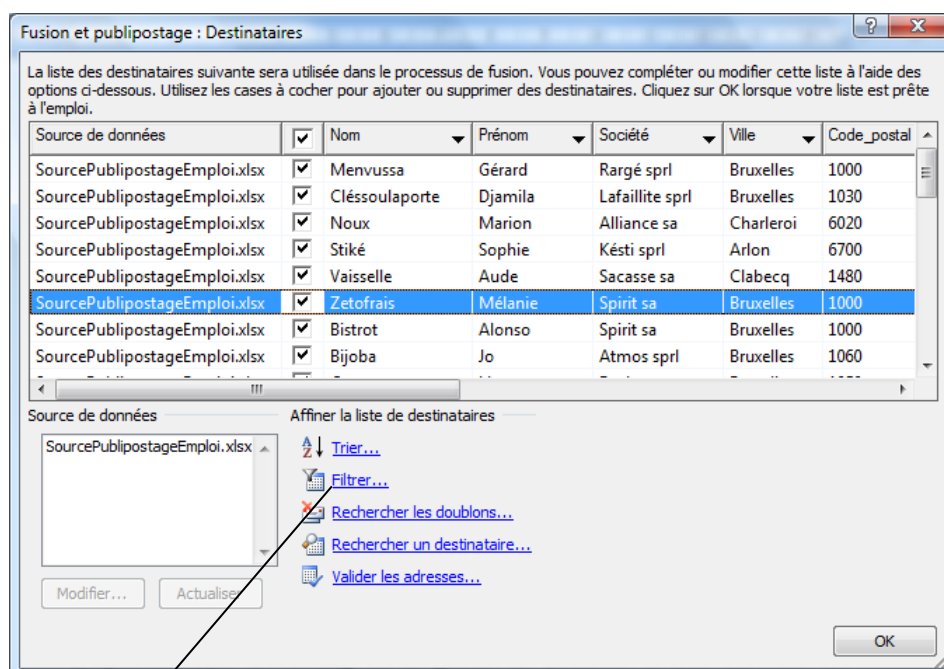 Fusion et publipostage : Destinataires
La liste des destinataires suivante sera utilisée dans le processus de fusion. Vous pouvez compléter ou modifier cette liste à l'aide des
options ci-dessous. Utilisez les cases à cocher pour ajouter ou supprimer des destinataires. Cliquez sur OK lorsque votre liste est prête
à l'emploi.
Source de données Nom Prénom Société Ville Code_postal
SourcePublipostageEmploi.xlsx Menvussa Gérard Rargé sprl Bruxelles 1000
SourcePublipostageEmploi.xlsx Cléssoulaporte Djamila Lafaillite sprl Bruxelles 1030
SourcePublipostageEmploi.xlsx Noux Marion Alliance sa Charleroi 6020
SourcePublipostageEmploi.xlsx Stiké Sophie Késti sprl Arlon 6700
SourcePublipostageEmploi.xlsx Vaisselle Aude Sacasse sa Clabecq 1480
SourcePublipostageEmploi.xlsx Zetofrais Mélanie Spirit sa Bruxelles 1000
SourcePublipostageEmploi.xlsx Bistrot Alonso Spirit sa Bruxelles 1000
SourcePublipostageEmploi.xlsx Bijoba Jo Atmos sprl Bruxelles 1060
Source de données
SourcePublipostageEmploi.xlsx
Modifier... Actualiser
Affiner la liste de destinataires
Trier...
Filtrer...
Rechercher les doublons...
Rechercher un destinataire...
Valider les adresses...
OK